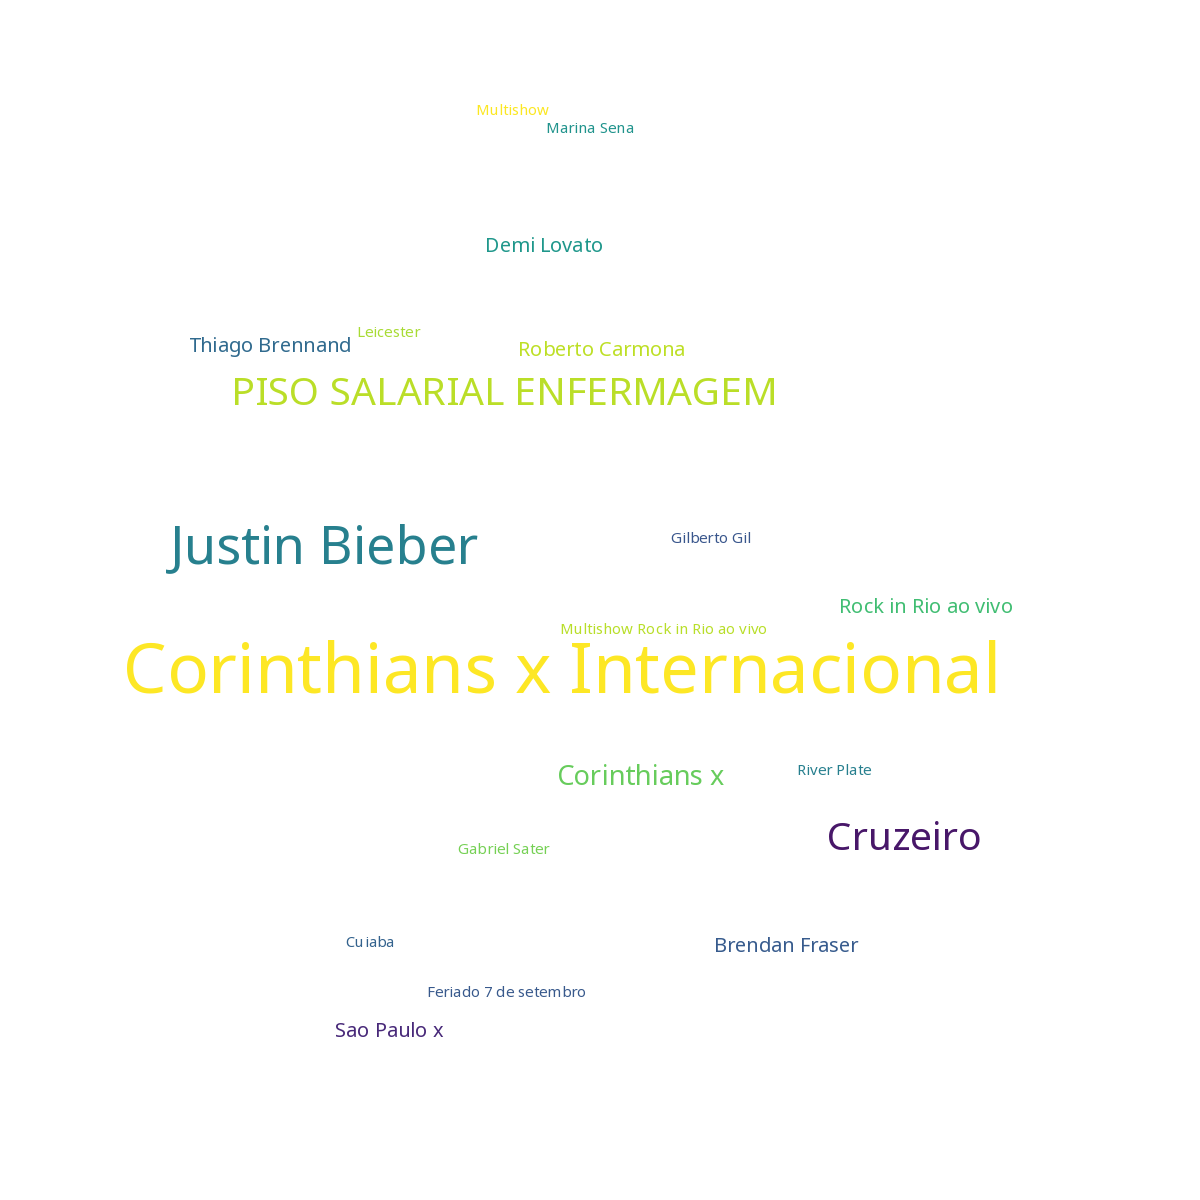 Multishow
Marina Sena
Demi Lovato
Leicester
Thiago Brennand
Roberto Carmona
PISO SALARIAL ENFERMAGEM
Justin Bieber
Gilberto Gil
Rock in Rio ao vivo
Multishow Rock in Rio ao vivo
Corinthians x Internacional
Corinthians x
River Plate
Cruzeiro
Gabriel Sater
Cuiaba
Brendan Fraser
Feriado 7 de setembro
Sao Paulo x